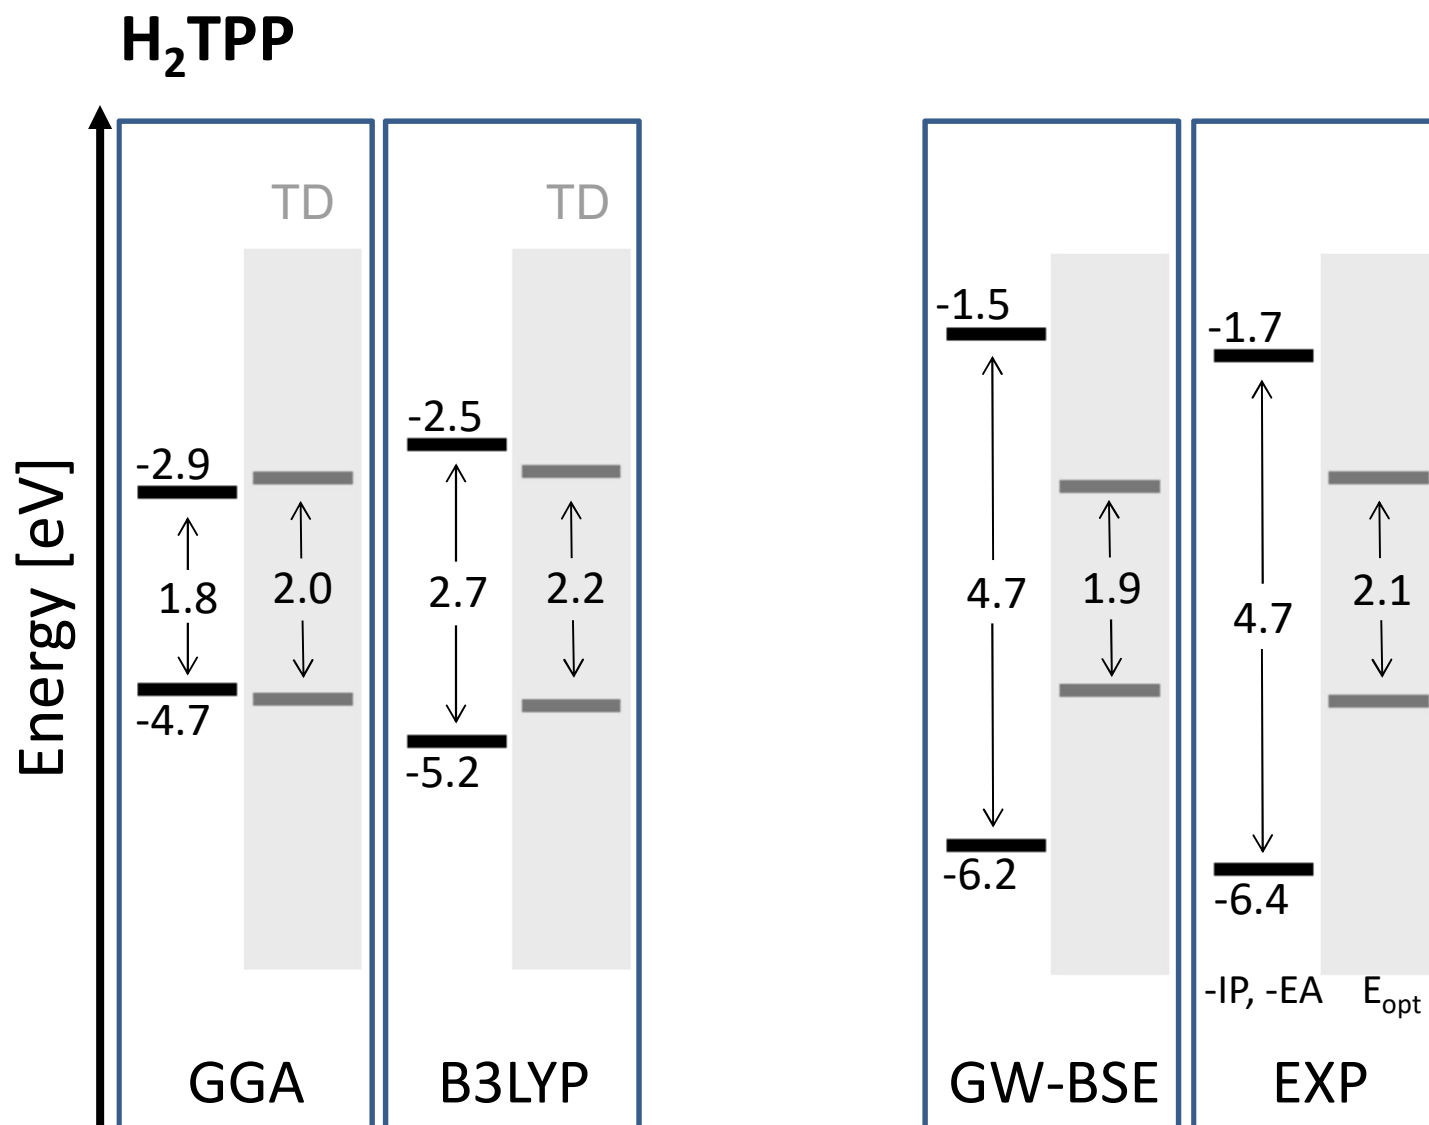 H₂TPP
Energy [eV]
TD
-2.9
1.8
-4.7
2.0
GGA
TD
-2.5
2.7
-5.2
2.2
B3LYP
-1.5
4.7
-6.2
1.9
GW-BSE
-1.7
4.7
-6.4
2.1
-IP, -EA
Eopt
EXP